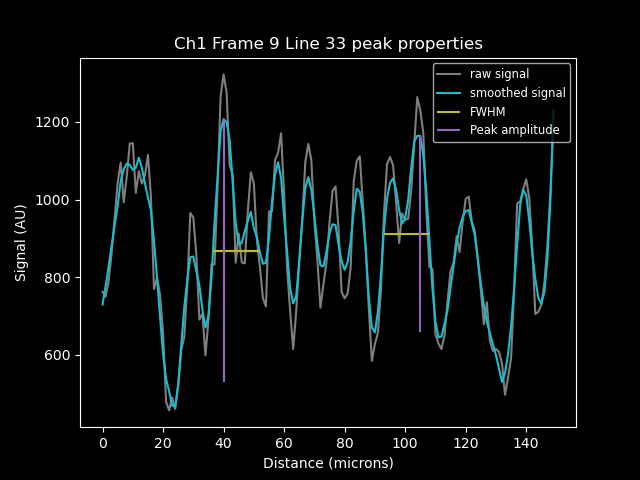 Ch1 Frame 9 Line 33 peak properties
raw signal
smoothed signal
FWHM
Peak amplitude
Signal (AU)
1200
1000
800
600
0 20 40 60 80 100 120 140
Distance (microns)